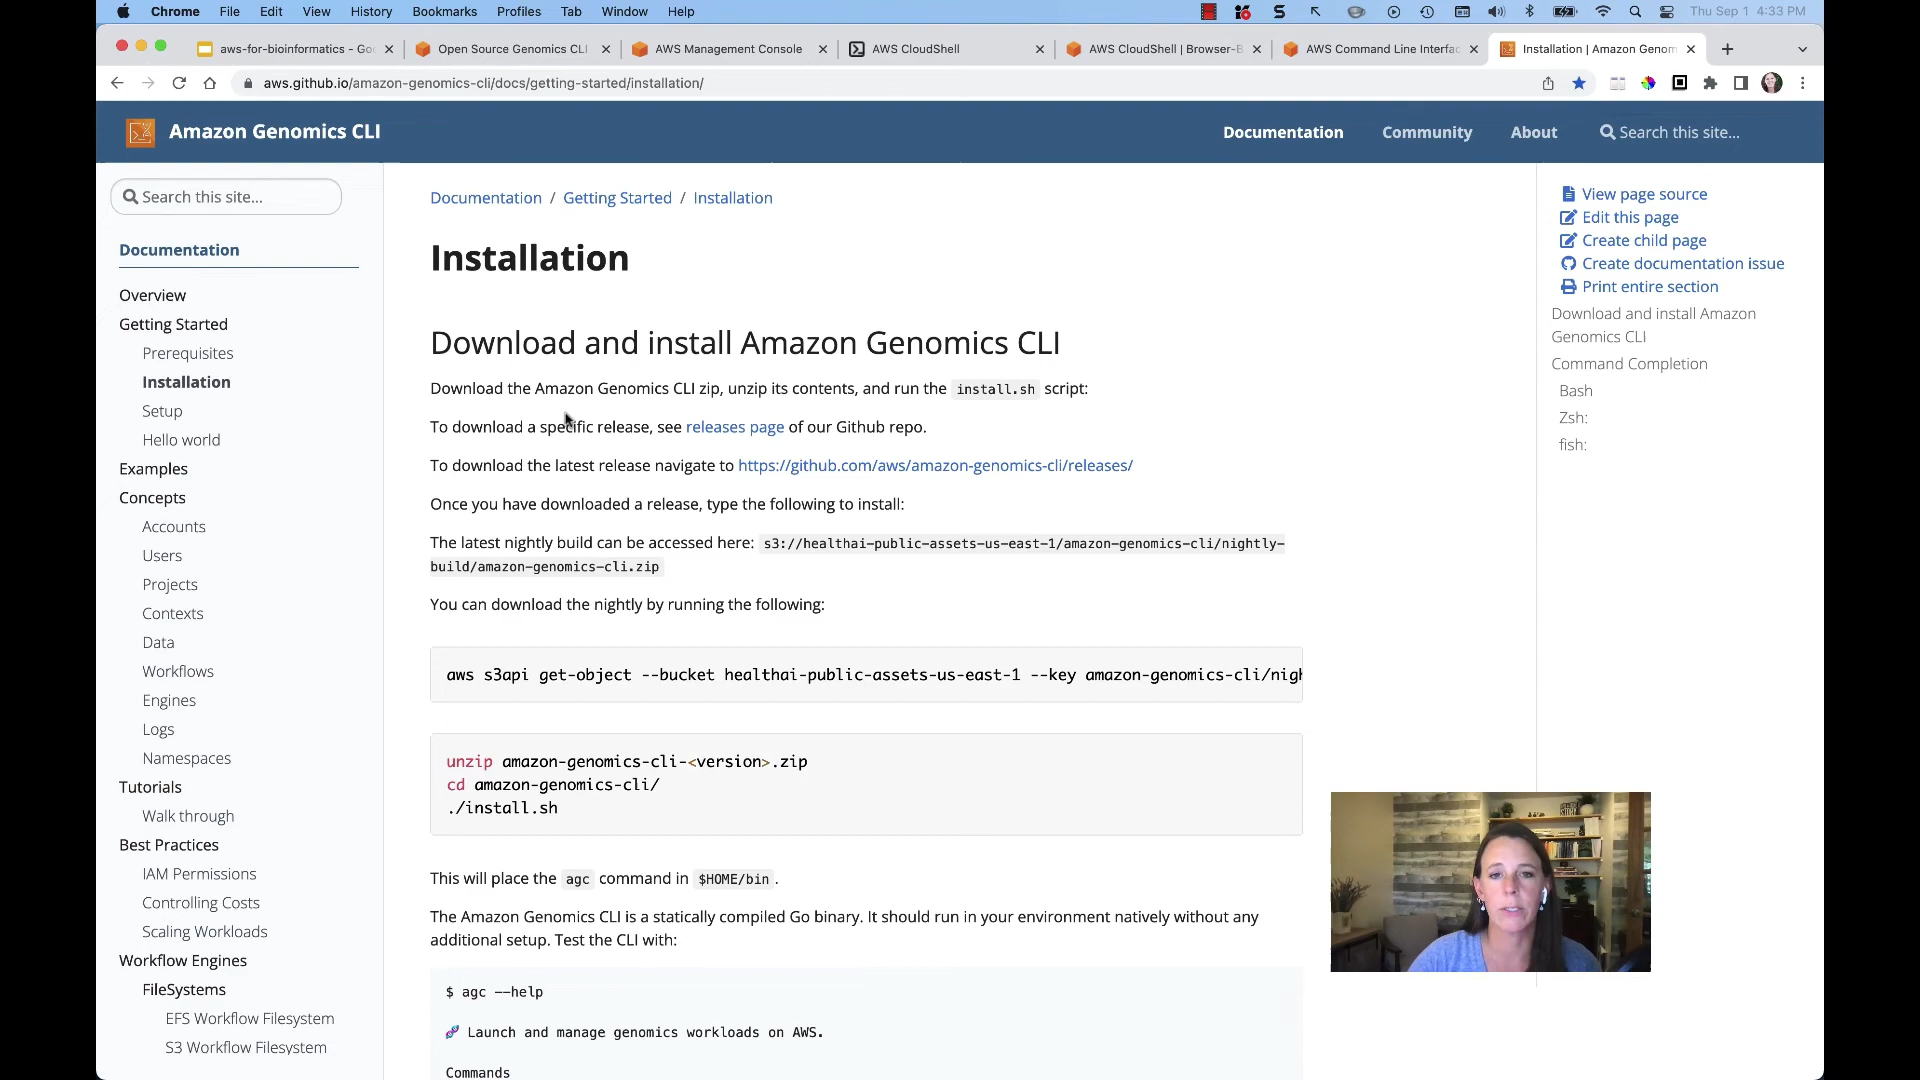 Chrome File Edit View History Bookmarks Profiles Tab Window Help Thu Sep 1 4:33 PM
aws-for-bioinformatics - Go Open Source Genomics CLI AWS Management Console AWS CloudShell AWS CloudShell | Browser-B AWS Command Line Interfac Installation | Amazon Genom
aws.github.io/amazon-genomics-cli/docs/getting-started/installation/
Amazon Genomics CLI Documentation Community About Search this site...
Search this site...
Documentation
Overview
Getting Started
Prerequisites
Installation
Setup
Hello world
Examples
Concepts
Accounts
Users
Projects
Contexts
Data
Workflows
Engines
Logs
Namespaces
Tutorials
Walk through
Best Practices
IAM Permissions
Controlling Costs
Scaling Workloads
Workflow Engines
FileSystems
EFS Workflow Filesystem
S3 Workflow Filesystem
Documentation / Getting Started / Installation
Installation
Download and install Amazon Genomics CLI
Download the Amazon Genomics CLI zip, unzip its contents, and run the install.sh script:
To download a specific release, see releases page of our Github repo.
To download the latest release navigate to https://github.com/aws/amazon-genomics-cli/releases/
Once you have downloaded a release, type the following to install:
The latest nightly build can be accessed here: s3://healthai-public-assets-us-east-1/amazon-genomics-cli/nightly-
build/amazon-genomics-cli.zip
You can download the nightly by running the following:
aws s3api get-object --bucket healthai-public-assets-us-east-1 --key amazon-genomics-cli/nigh
unzip amazon-genomics-cli-<version>.zip
cd amazon-genomics-cli/
./install.sh
This will place the agc command in $HOME/bin.
The Amazon Genomics CLI is a statically compiled Go binary. It should run in your environment natively without any
additional setup. Test the CLI with:
$ agc --help
🧬 Launch and manage genomics workloads on AWS.
Commands
View page source
Edit this page
Create child page
Create documentation issue
Print entire section
Download and install Amazon
Genomics CLI
Command Completion
Bash
Zsh:
fish: